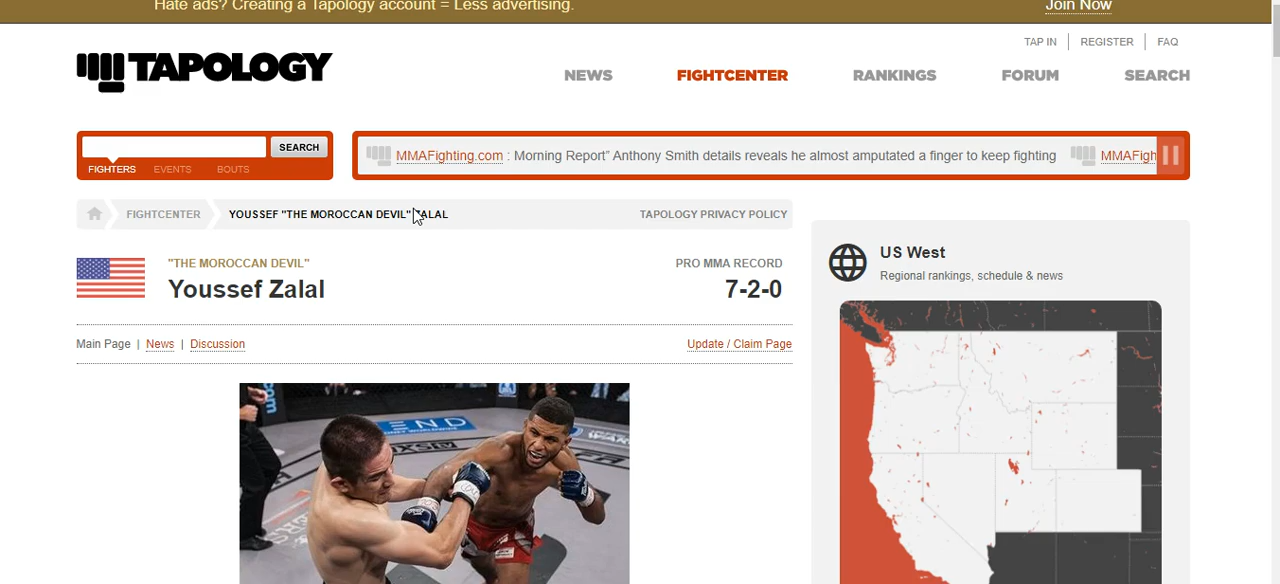 Hate ads? Creating a Tapology account = Less advertising.
Join Now
TAP IN | REGISTER | FAQ
TAPOLOGY
NEWS FIGHTCENTER RANKINGS FORUM SEARCH
SEARCH
FIGHTERS EVENTS BOUTS
MMAFighting.com : Morning Report” Anthony Smith details reveals he almost amputated a finger to keep fighting MMAFigh
FIGHTCENTER YOUSSEF "THE MOROCCAN DEVIL" ZALAL TAPOLOGY PRIVACY POLICY
"THE MOROCCAN DEVIL"
Youssef Zalal
PRO MMA RECORD
7-2-0
Main Page | News | Discussion
Update / Claim Page
US West
Regional rankings, schedule & news